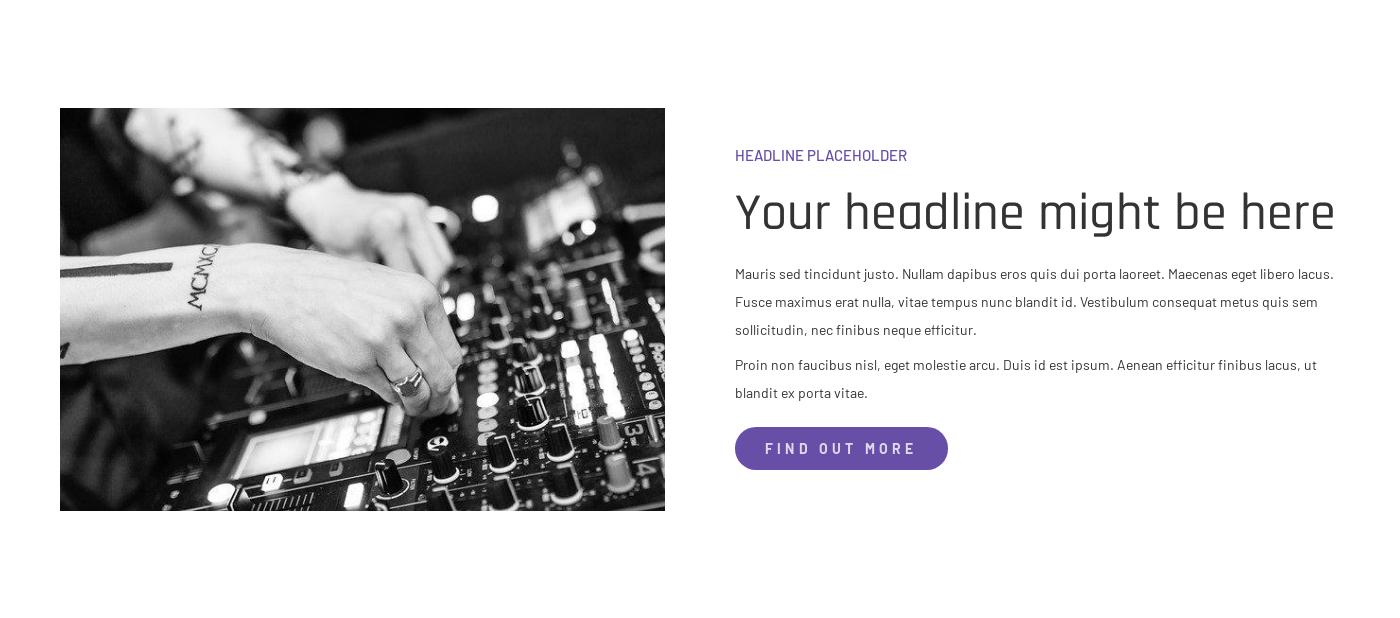 MCMXC
HEADLINE PLACEHOLDER
Your headline might be here
Mauris sed tincidunt justo. Nullam dapibus eros quis dui porta laoreet. Maecenas eget libero lacus.
Fusce maximus erat nulla, vitae tempus nunc blandit id. Vestibulum consequat metus quis sem
sollicitudin, nec finibus neque efficitur.
Proin non faucibus nisl, eget molestie arcu. Duis id est ipsum. Aenean efficitur finibus lacus, ut
blandit ex porta vitae.
FIND OUT MORE
3
4